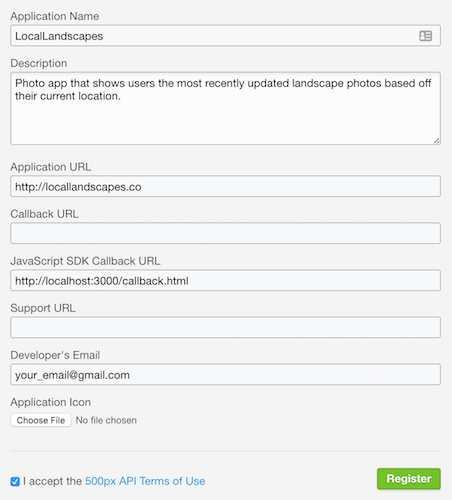 Application Name
LocalLandscapes
Description
Photo app that shows users the most recently updated landscape photos based off
their current location.
Application URL
http://locallandscapes.co
Callback URL
JavaScript SDK Callback URL
http://localhost:3000/callback.html
Support URL
Developer's Email
your_email@gmail.com
Application Icon
Choose File No file chosen
I accept the 500px API Terms of Use
Register